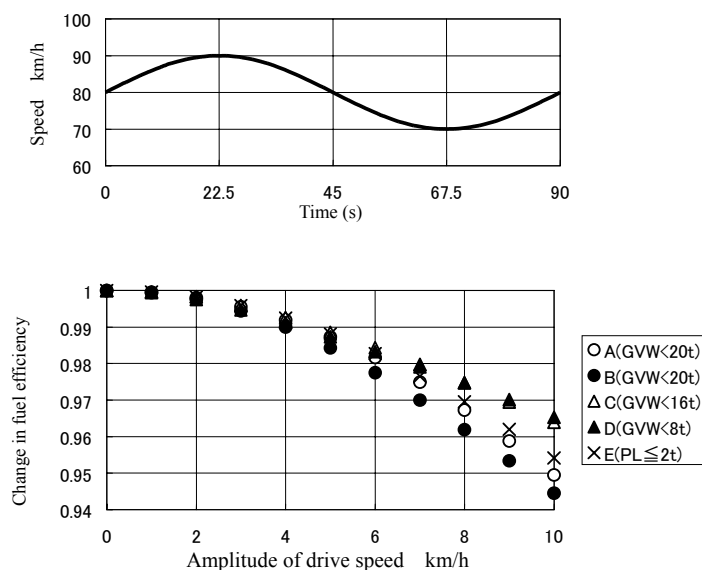 100
90
80
70
60
Speed km/h
0 22.5 45 67.5 90
Time (s)
1
0.99
0.98
0.97
0.96
0.95
0.94
Change in fuel efficiency
0 2 4 6 8 10
Amplitude of drive speed km/h
A(GVW<20t)
B(GVW<20t)
C(GVW<16t)
D(GVW<8t)
E(PL≦2t)